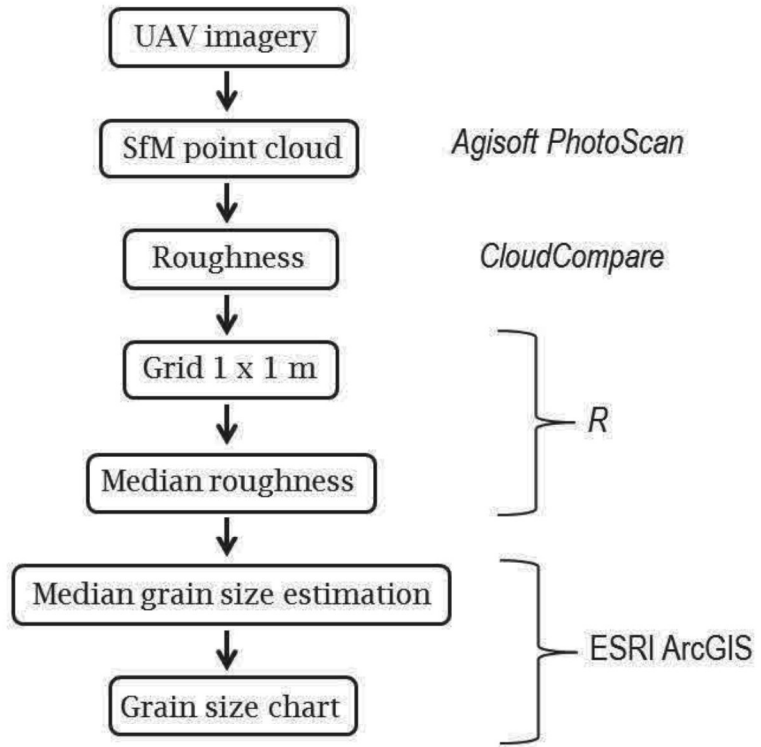 UAV imagery
SfM point cloud
Agisoft PhotoScan
Roughness
CloudCompare
Grid 1 x 1 m
R
Median roughness
Median grain size estimation
ESRI ArcGIS
Grain size chart